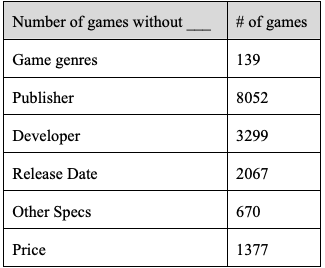 Number of games without ___ # of games
Game genres 139
Publisher 8052
Developer 3299
Release Date 2067
Other Specs 670
Price 1377